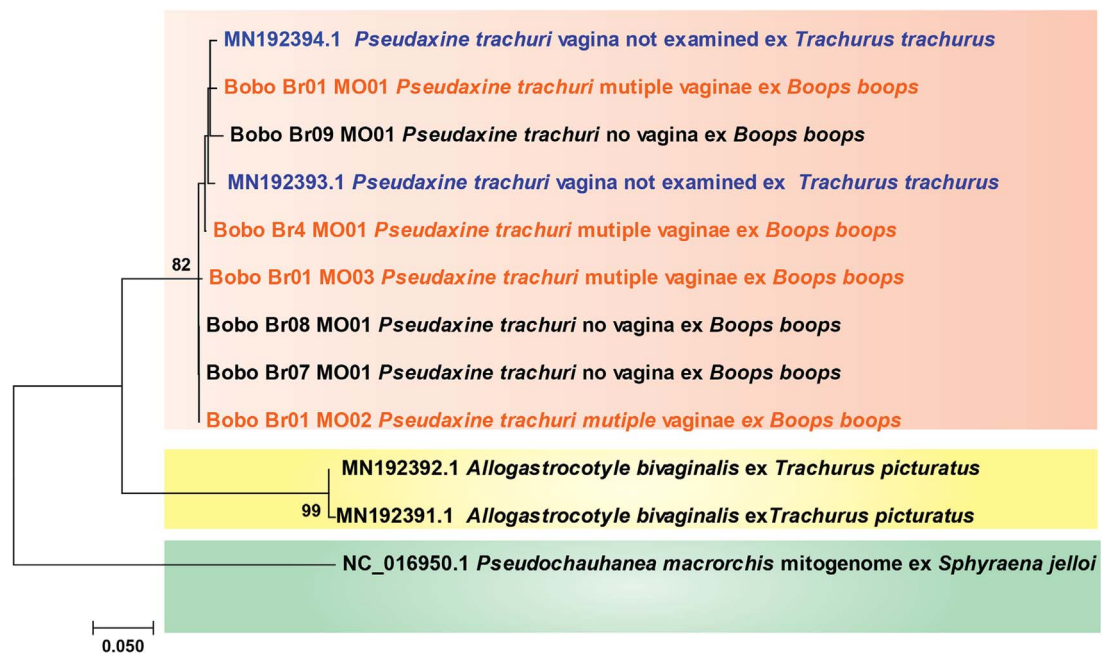 MN192394.1 Pseudaxine trachuri vagina not examined ex Trachurus trachurus
Bobo Br01 MO01 Pseudaxine trachuri mutiple vaginae ex Boops boops
Bobo Br09 MO01 Pseudaxine trachuri no vagina ex Boops boops
MN192393.1 Pseudaxine trachuri vagina not examined ex Trachurus trachurus
Bobo Br4 MO01 Pseudaxine trachuri mutiple vaginae ex Boops boops
82
Bobo Br01 MO03 Pseudaxine trachuri mutiple vaginae ex Boops boops
Bobo Br08 MO01 Pseudaxine trachuri no vagina ex Boops boops
Bobo Br07 MO01 Pseudaxine trachuri no vagina ex Boops boops
Bobo Br01 MO02 Pseudaxine trachuri mutiple vaginae ex Boops boops
MN192392.1 Allogastrocotyle bivaginalis ex Trachurus picturatus
99
MN192391.1 Allogastrocotyle bivaginalis exTrachurus picturatus
NC_016950.1 Pseudochauhanea macrorchis mitogenome ex Sphyraena jelloi
0.050